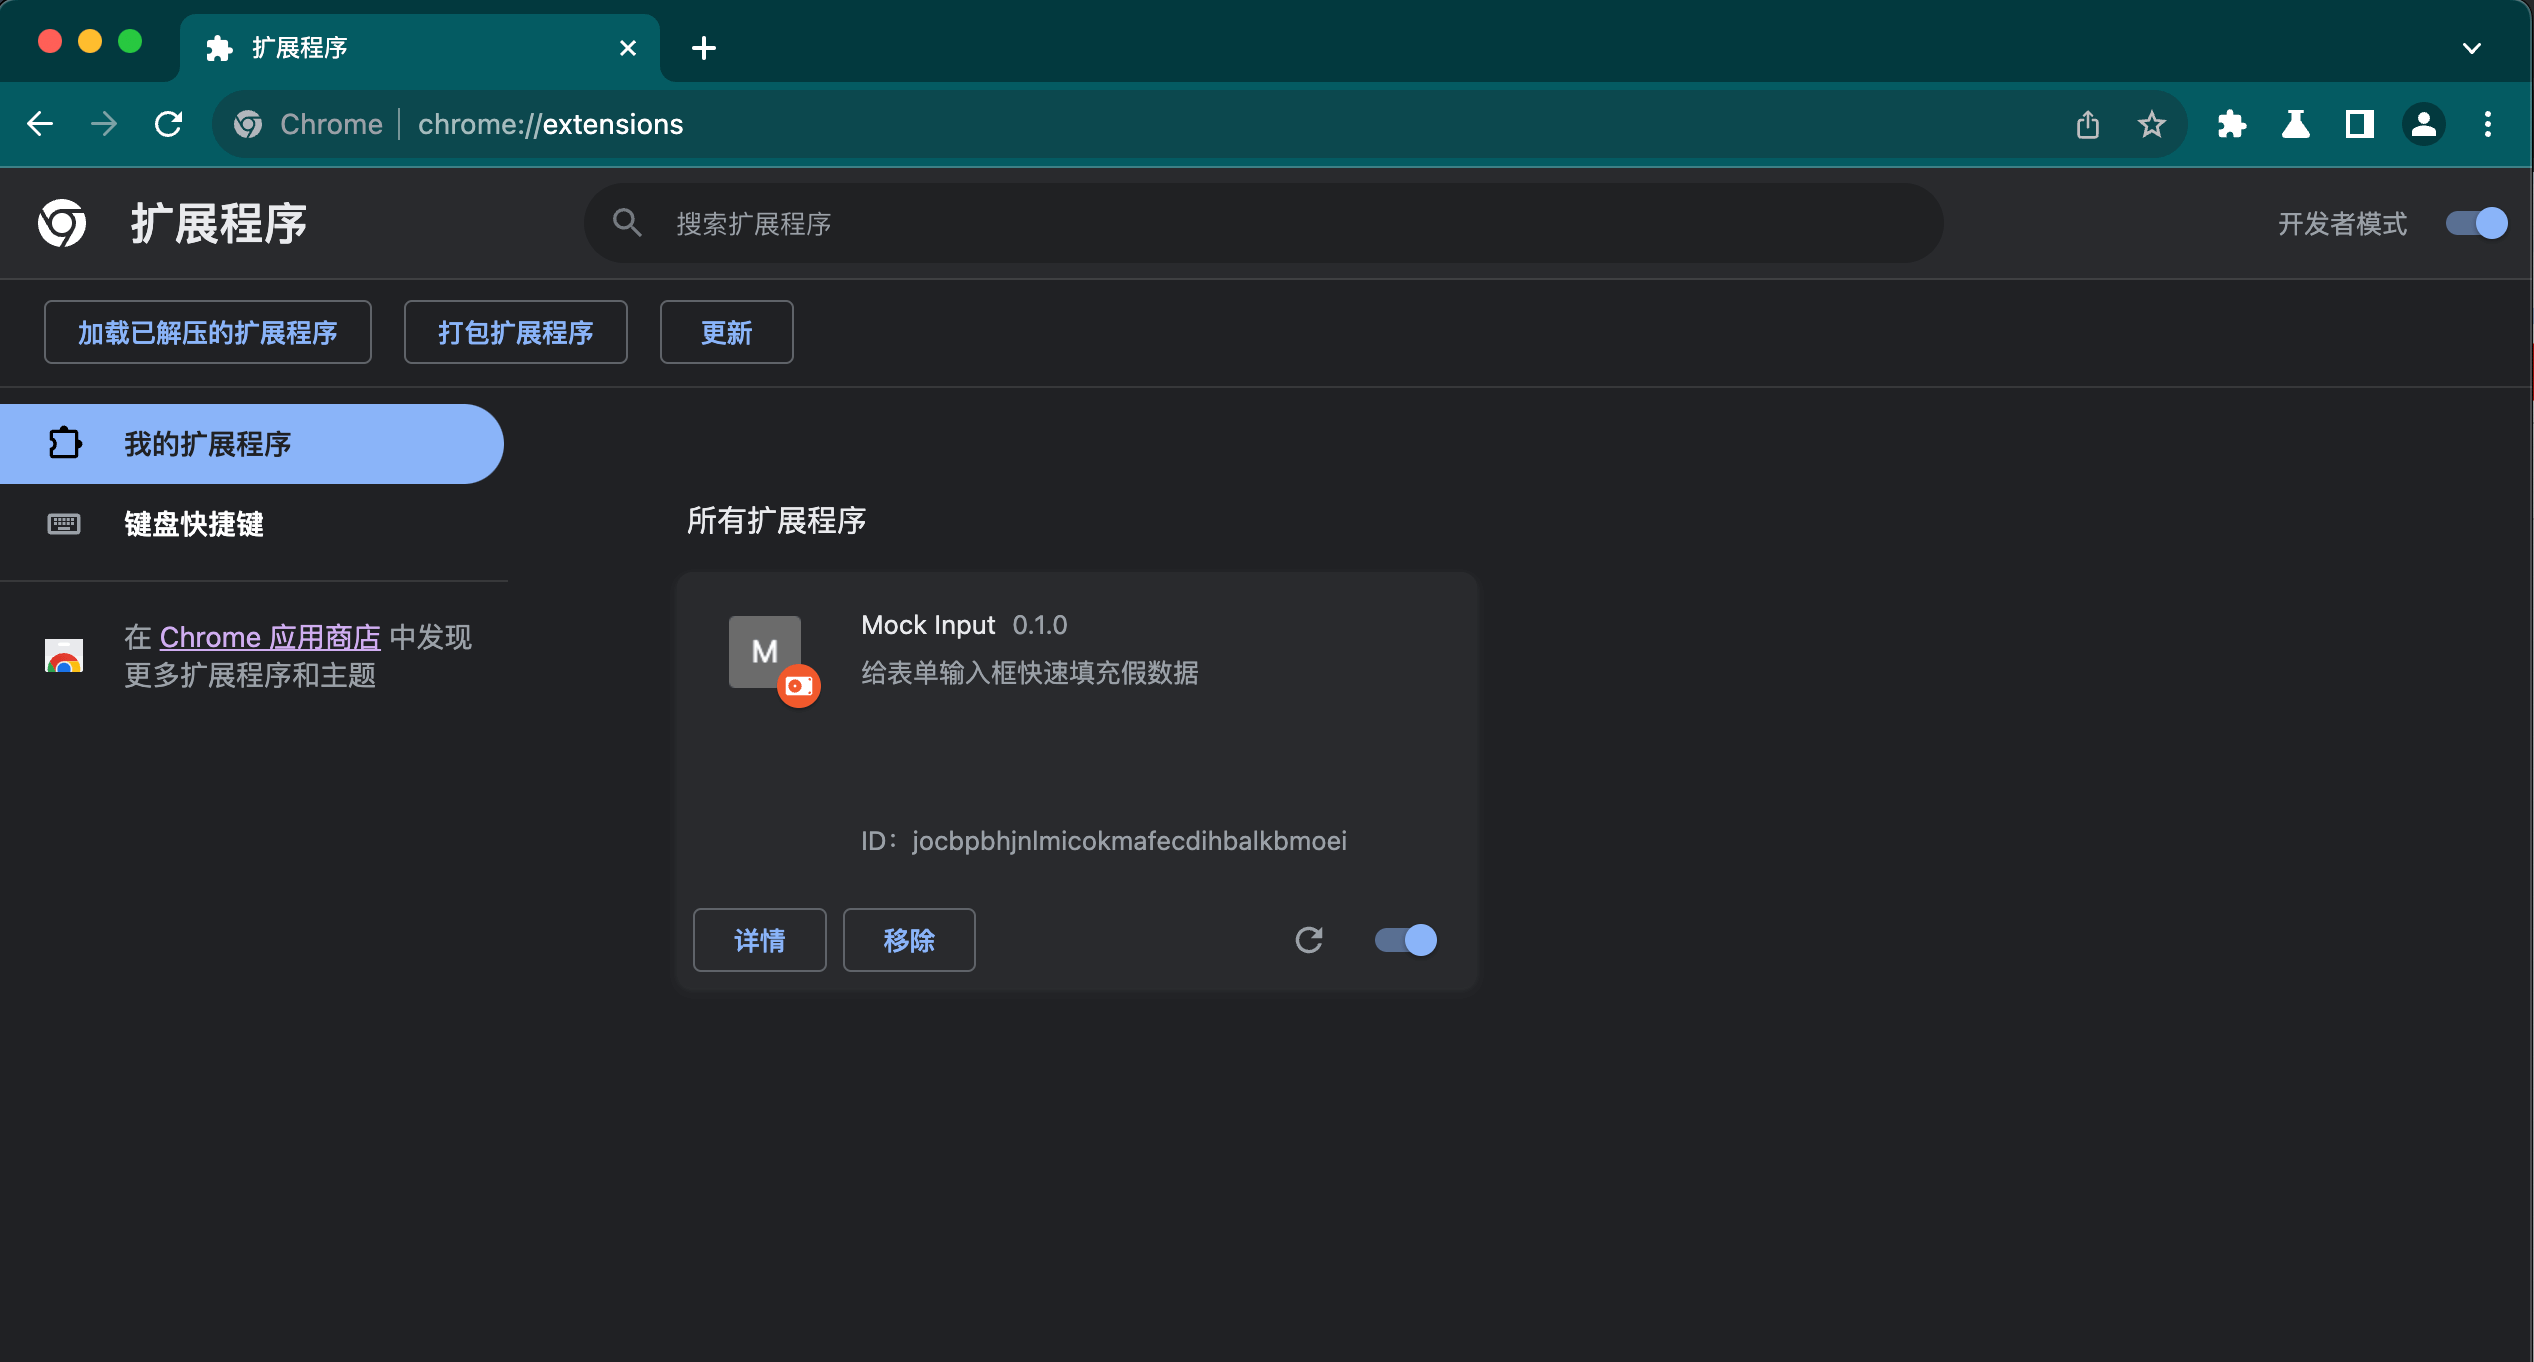 扩展程序
Chrome | chrome://extensions
扩展程序
搜索扩展程序
开发者模式
加载已解压的扩展程序
打包扩展程序
更新
我的扩展程序
键盘快捷键
在 Chrome 应用商店 中发现
更多扩展程序和主题
所有扩展程序
M
Mock Input 0.1.0
给表单输入框快速填充假数据
ID：jocbpbhjnlmicokmafecdihbalkbmoei
详情
移除